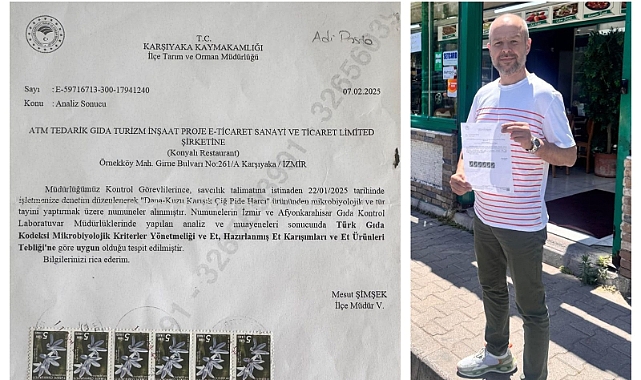 T.C.
KARŞIYAKA KAYMAKAMLIĞI
İlçe Tarım ve Orman Müdürlüğü
Adi Posta
Sayı : E-59716713-300-17941240
07.02.2025
Konu : Analiz Sonucu
ATM TEDARİK GIDA TURİZM İNŞAAT PROJE E-TİCARET SANAYİ VE TİCARET LİMİTED
ŞİRKETİNE
(Konyalı Restaurant)
Örnekköy Mah. Girne Bulvarı No:261/A Karşıyaka / İZMİR
Müdürlüğümüz Kontrol Görevlilerince, savcılık talimatına istinaden 22/01/2025 tarihinde
işletmenize denetim düzenlenerek "Dana-Kuzu Karışık Çiğ Pide Harcı" ürününden mikrobiyolojik ve tür
tayini yaptırmak üzere numuneler alınmıştır. Numunelerin İzmir ve Afyonkarahisar Gıda Kontrol
Laboratuvar Müdürlüklerinde yapılan analiz ve muayeneleri sonucunda Türk Gıda
Kodeksi Mikrobiyolojik Kriterler Yönetmeliği ve Et, Hazırlanmış Et Karışımları ve Et Ürünleri
Tebliği'ne göre uygun olduğu tespit edilmiştir.
Bilgilerinizi rica ederim.
Mesut ŞİMŞEK
İlçe Müdür V.